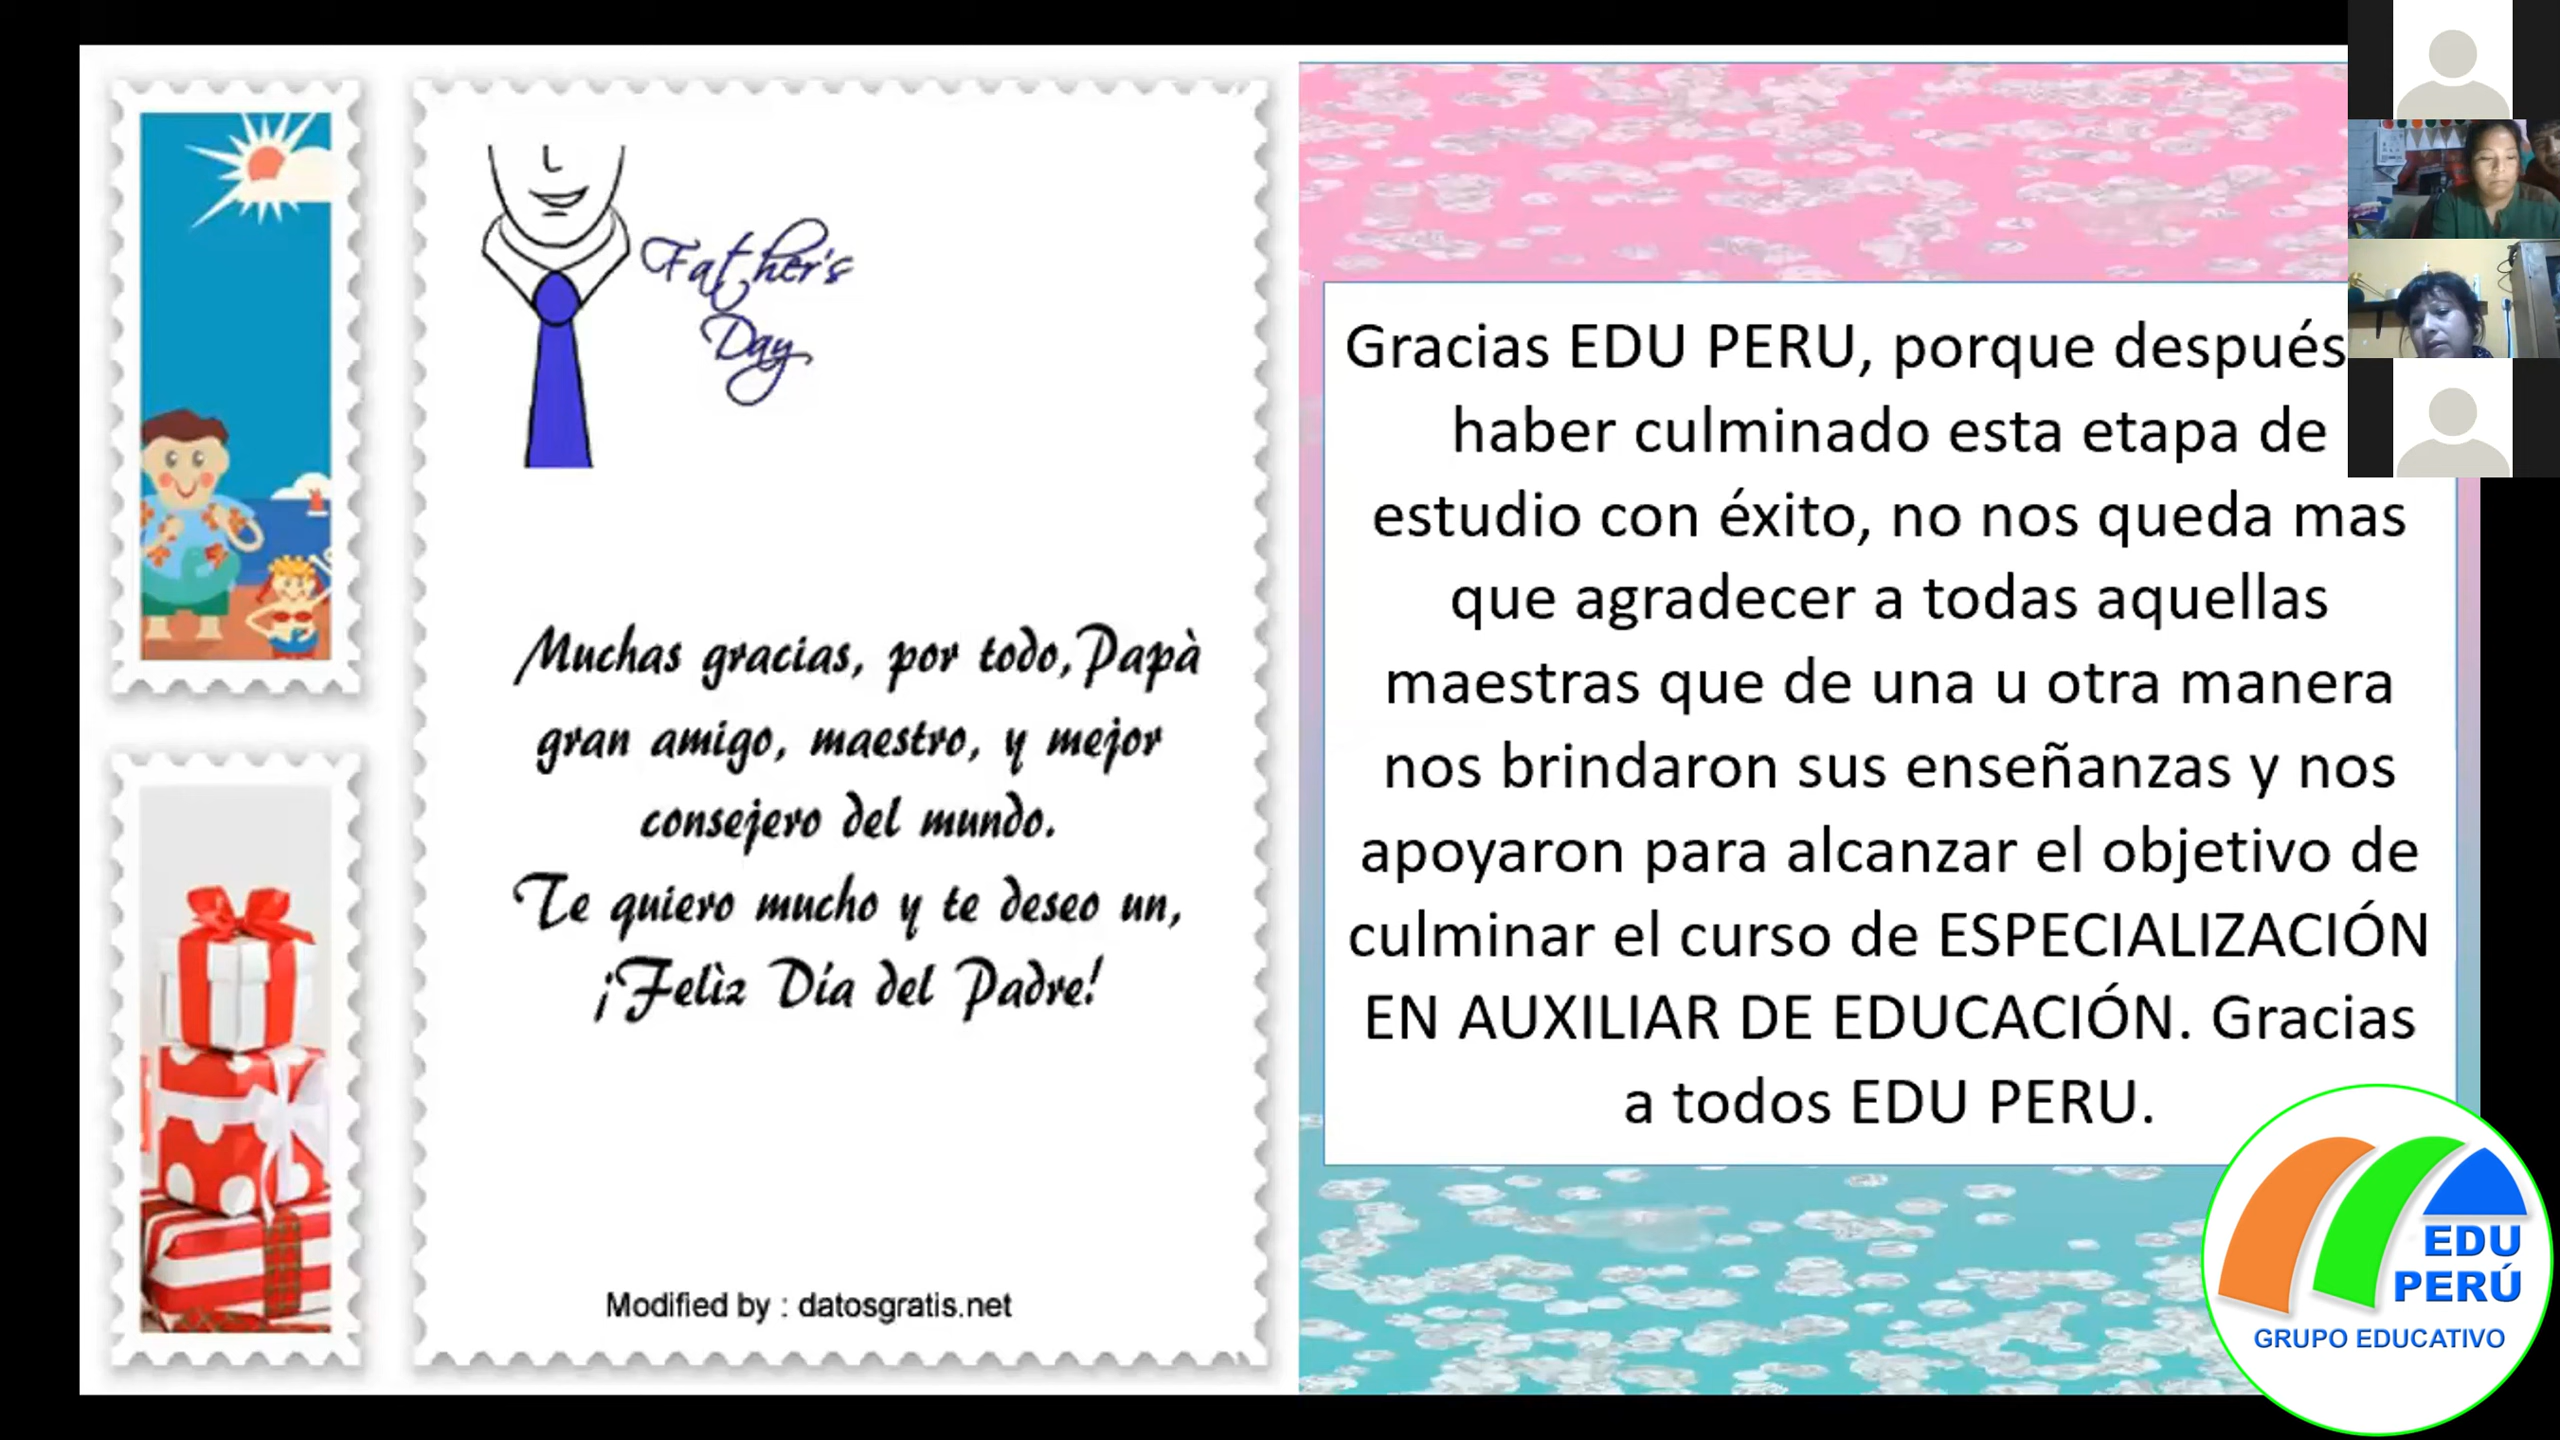 Father's
Day
Muchas gracias, por todo, Papà
gran amigo, maestro, y mejor
consejero del mundo.
Te quiero mucho y te deseo un,
¡Felìz Día del Padre!
Modified by : datosgratis.net
Gracias EDU PERU, porque después
haber culminado esta etapa de
estudio con éxito, no nos queda mas
que agradecer a todas aquellas
maestras que de una u otra manera
nos brindaron sus enseñanzas y nos
apoyaron para alcanzar el objetivo de
culminar el curso de ESPECIALIZACIÓN
EN AUXILIAR DE EDUCACIÓN. Gracias
a todos EDU PERU.
EDU
PERÚ
GRUPO EDUCATIVO